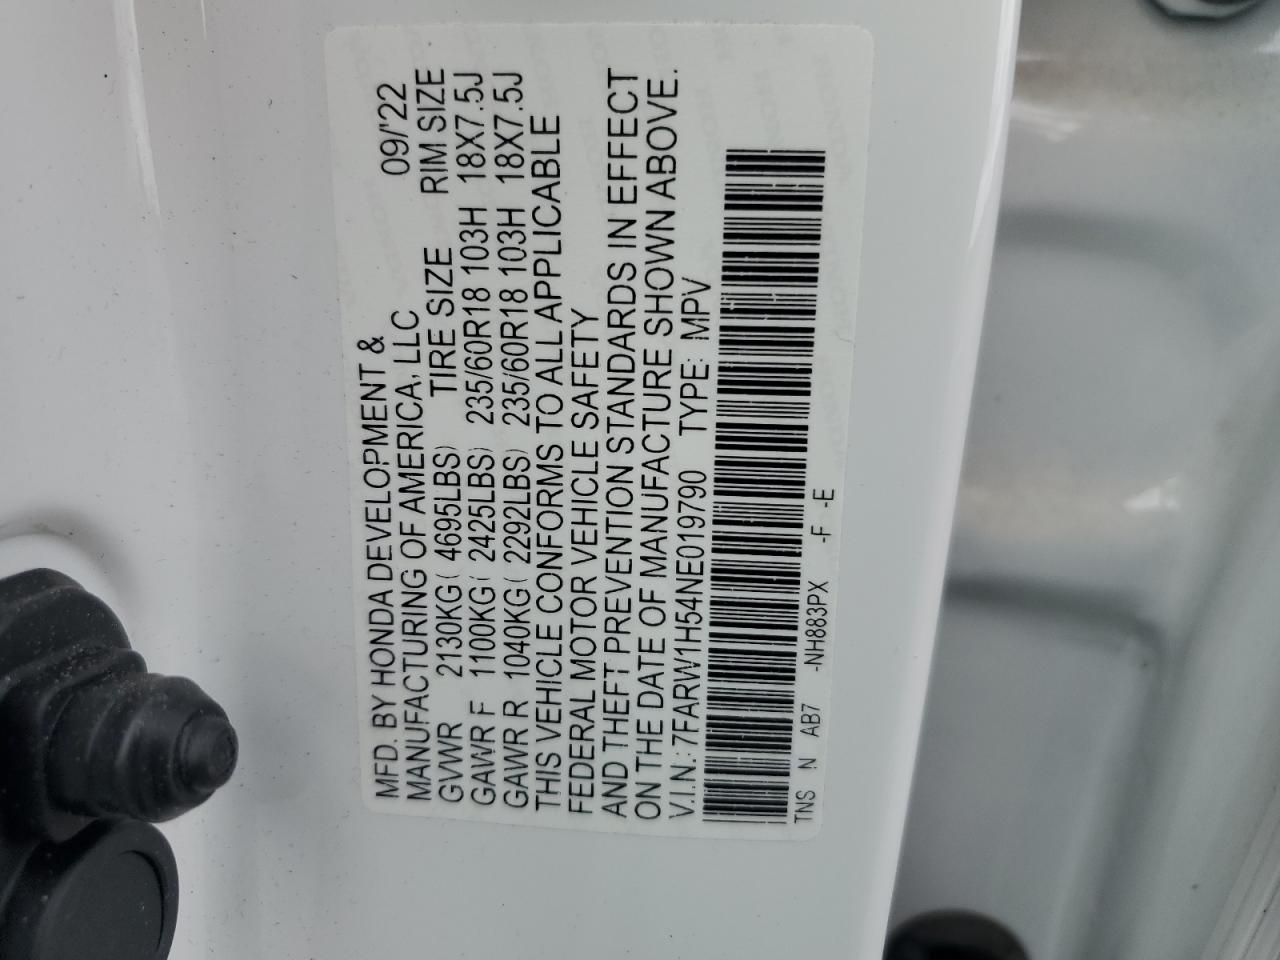 MFD. BY HONDA DEVELOPMENT &
MANUFACTURING OF AMERICA, LLC 09/'22
GVWR 2130KG( 4695LBS) TIRE SIZE RIM SIZE
GAWR F 1100KG( 2425LBS) 235/60R18 103H 18X7.5J
GAWR R 1040KG( 2292LBS) 235/60R18 103H 18X7.5J
THIS VEHICLE CONFORMS TO ALL APPLICABLE
FEDERAL MOTOR VEHICLE SAFETY
AND THEFT PREVENTION STANDARDS IN EFFECT
ON THE DATE OF MANUFACTURE SHOWN ABOVE.
V.I.N.: 7FARW1H54NE019790 TYPE: MPV
TNS N AB7 -NH883PX -F -E